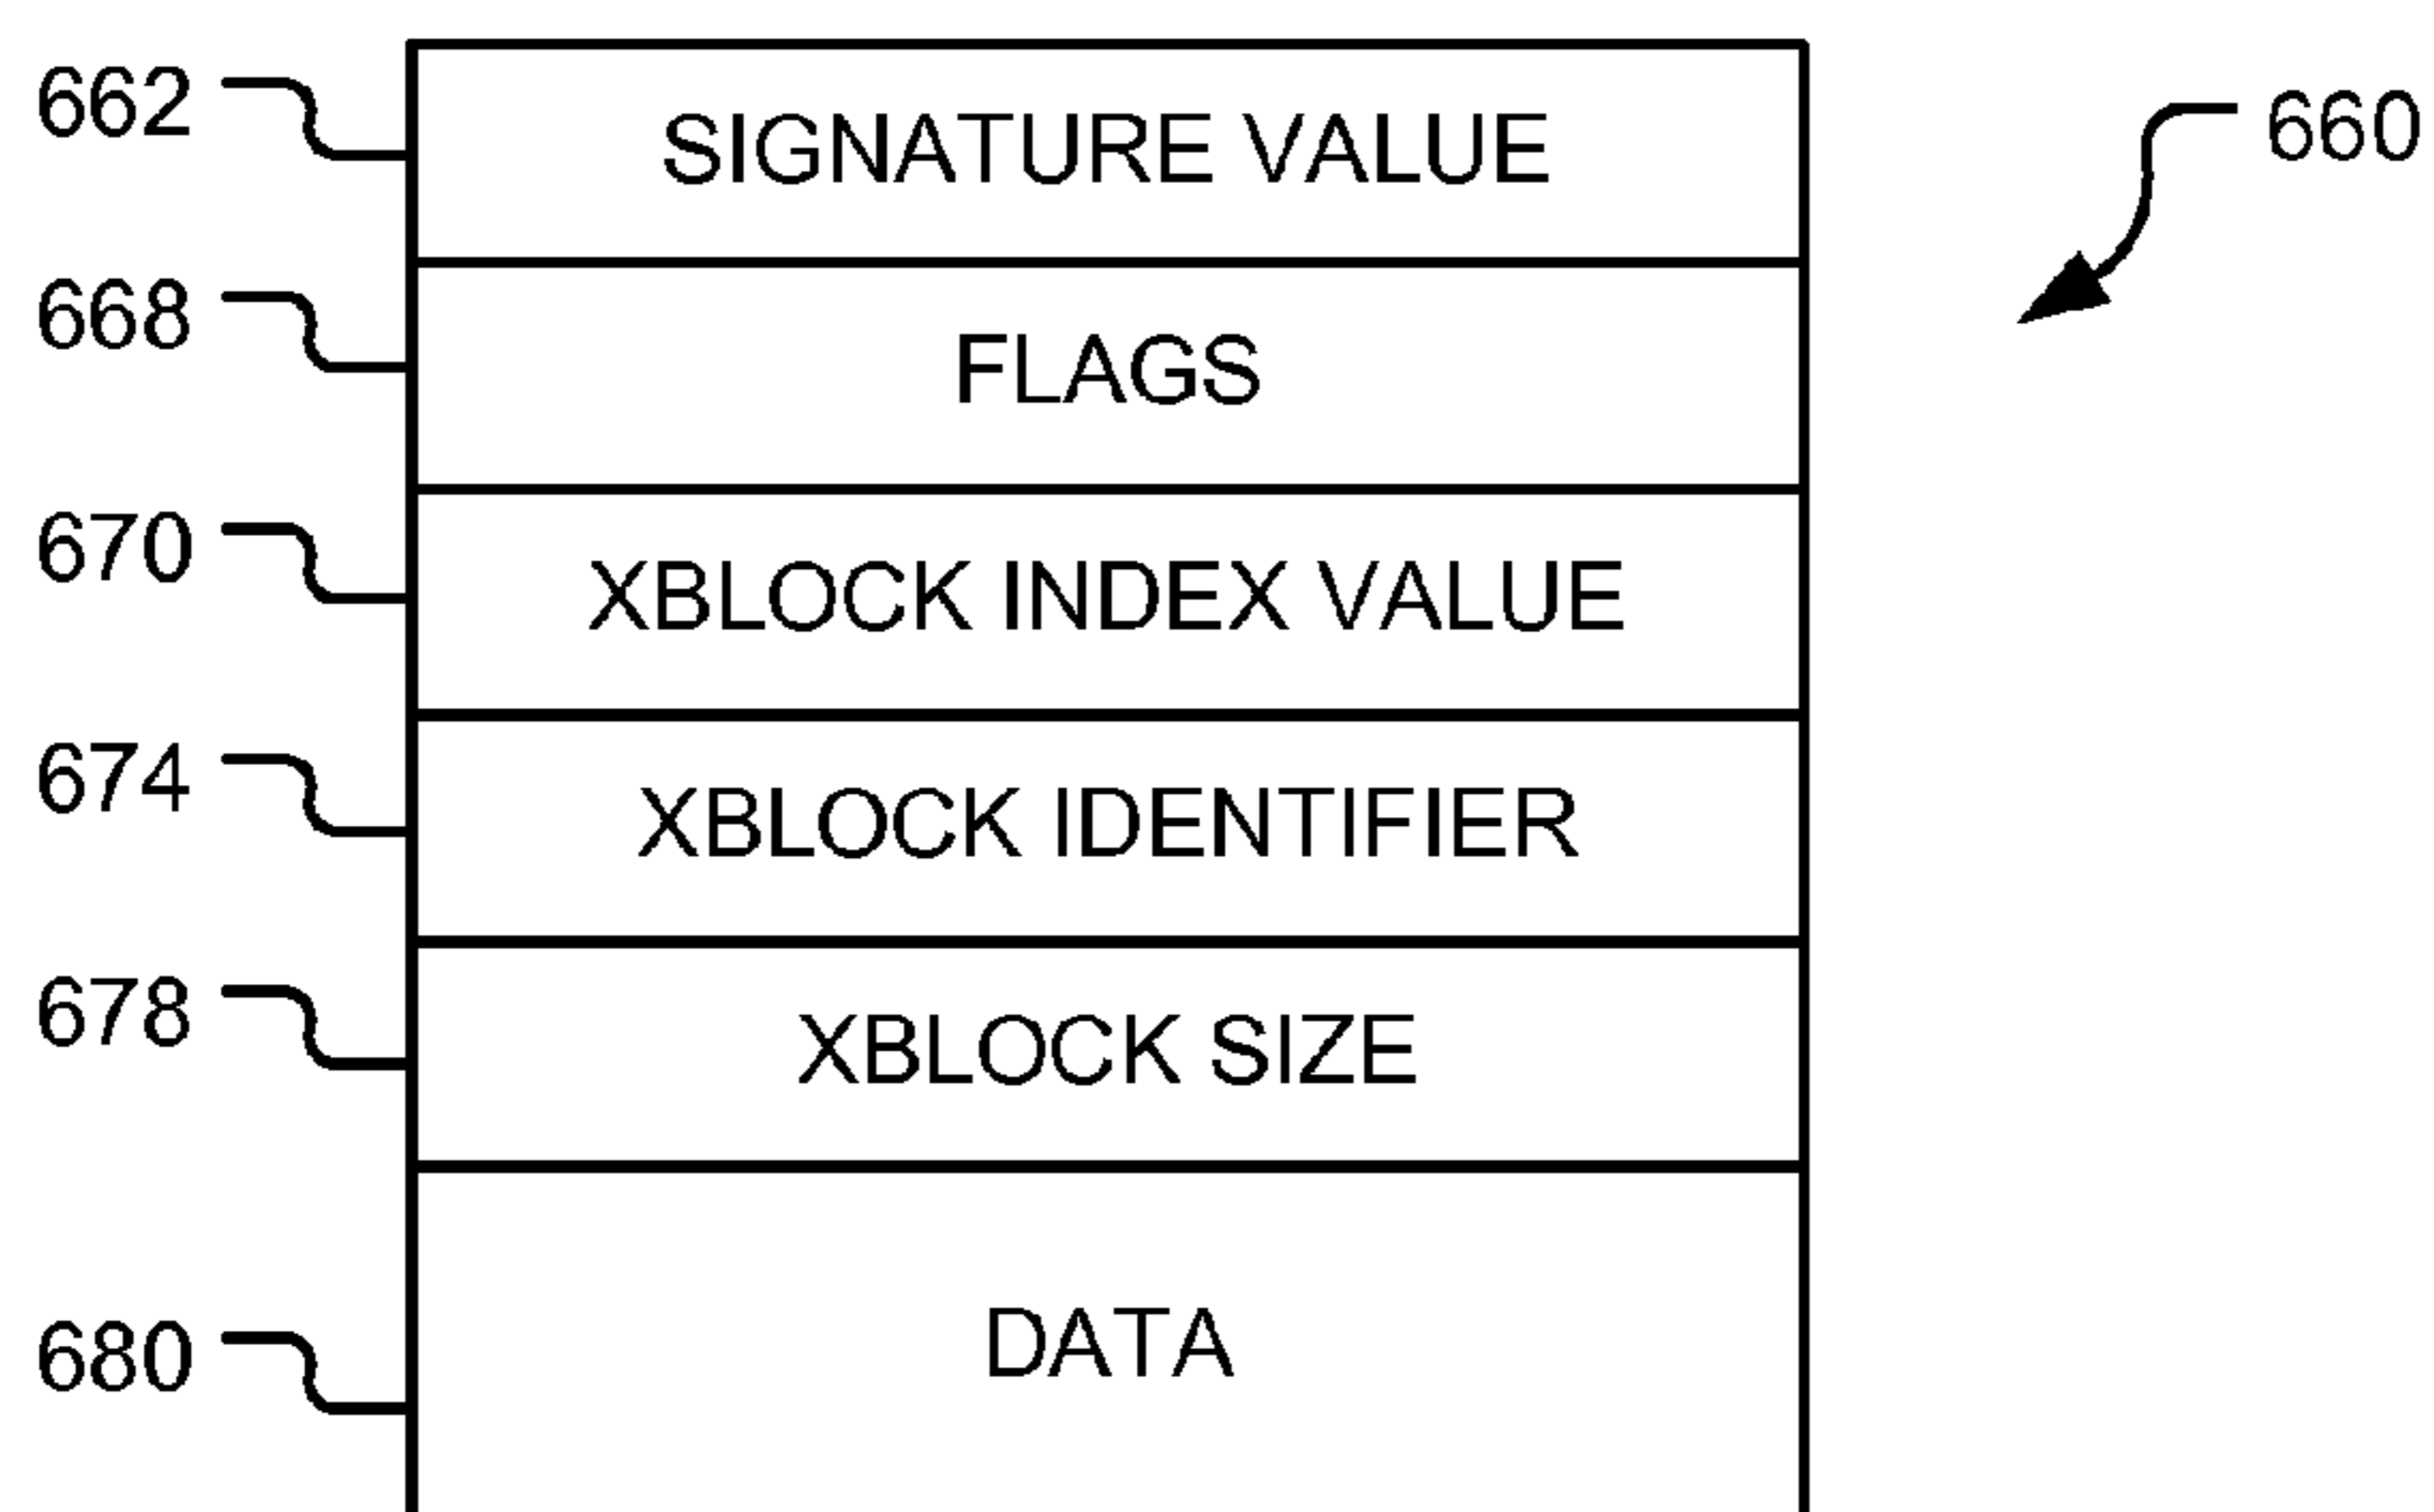 662 SIGNATURE VALUE 660
668 FLAGS
670 XBLOCK INDEX VALUE
674 XBLOCK IDENTIFIER
678 XBLOCK SIZE
680 DATA